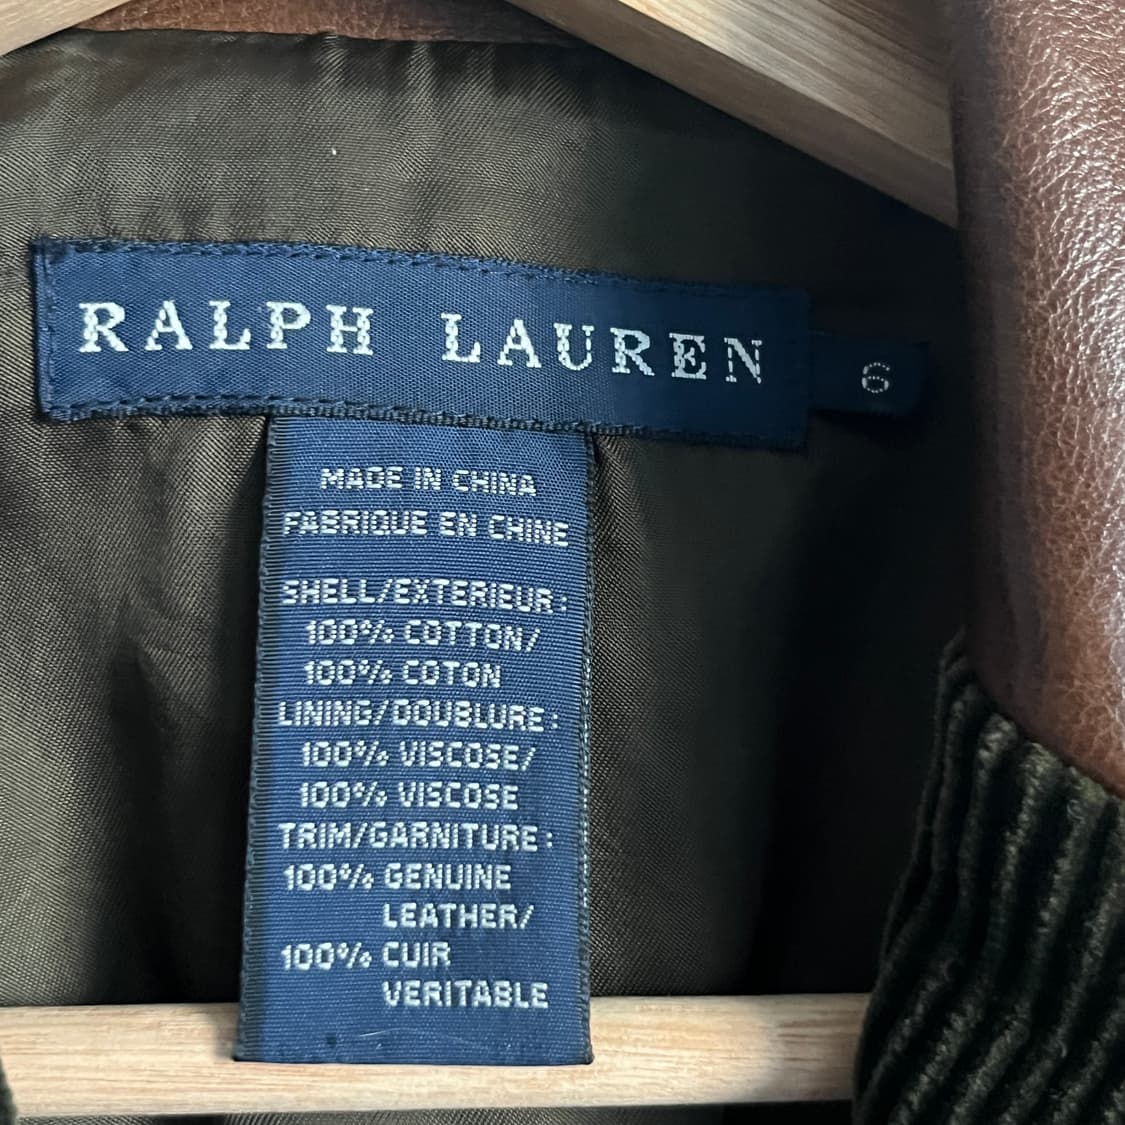 RALPH LAUREN
6
MADE IN CHINA
FABRIQUE EN CHINE
SHELL/EXTERIEUR:
100% COTTON/
100% COTON
LINING/DOUBLURE:
100% VISCOSE/
100% VISCOSE
TRIM/GARNITURE:
100% GENUINE
LEATHER/
100% CUIR
VERITABLE